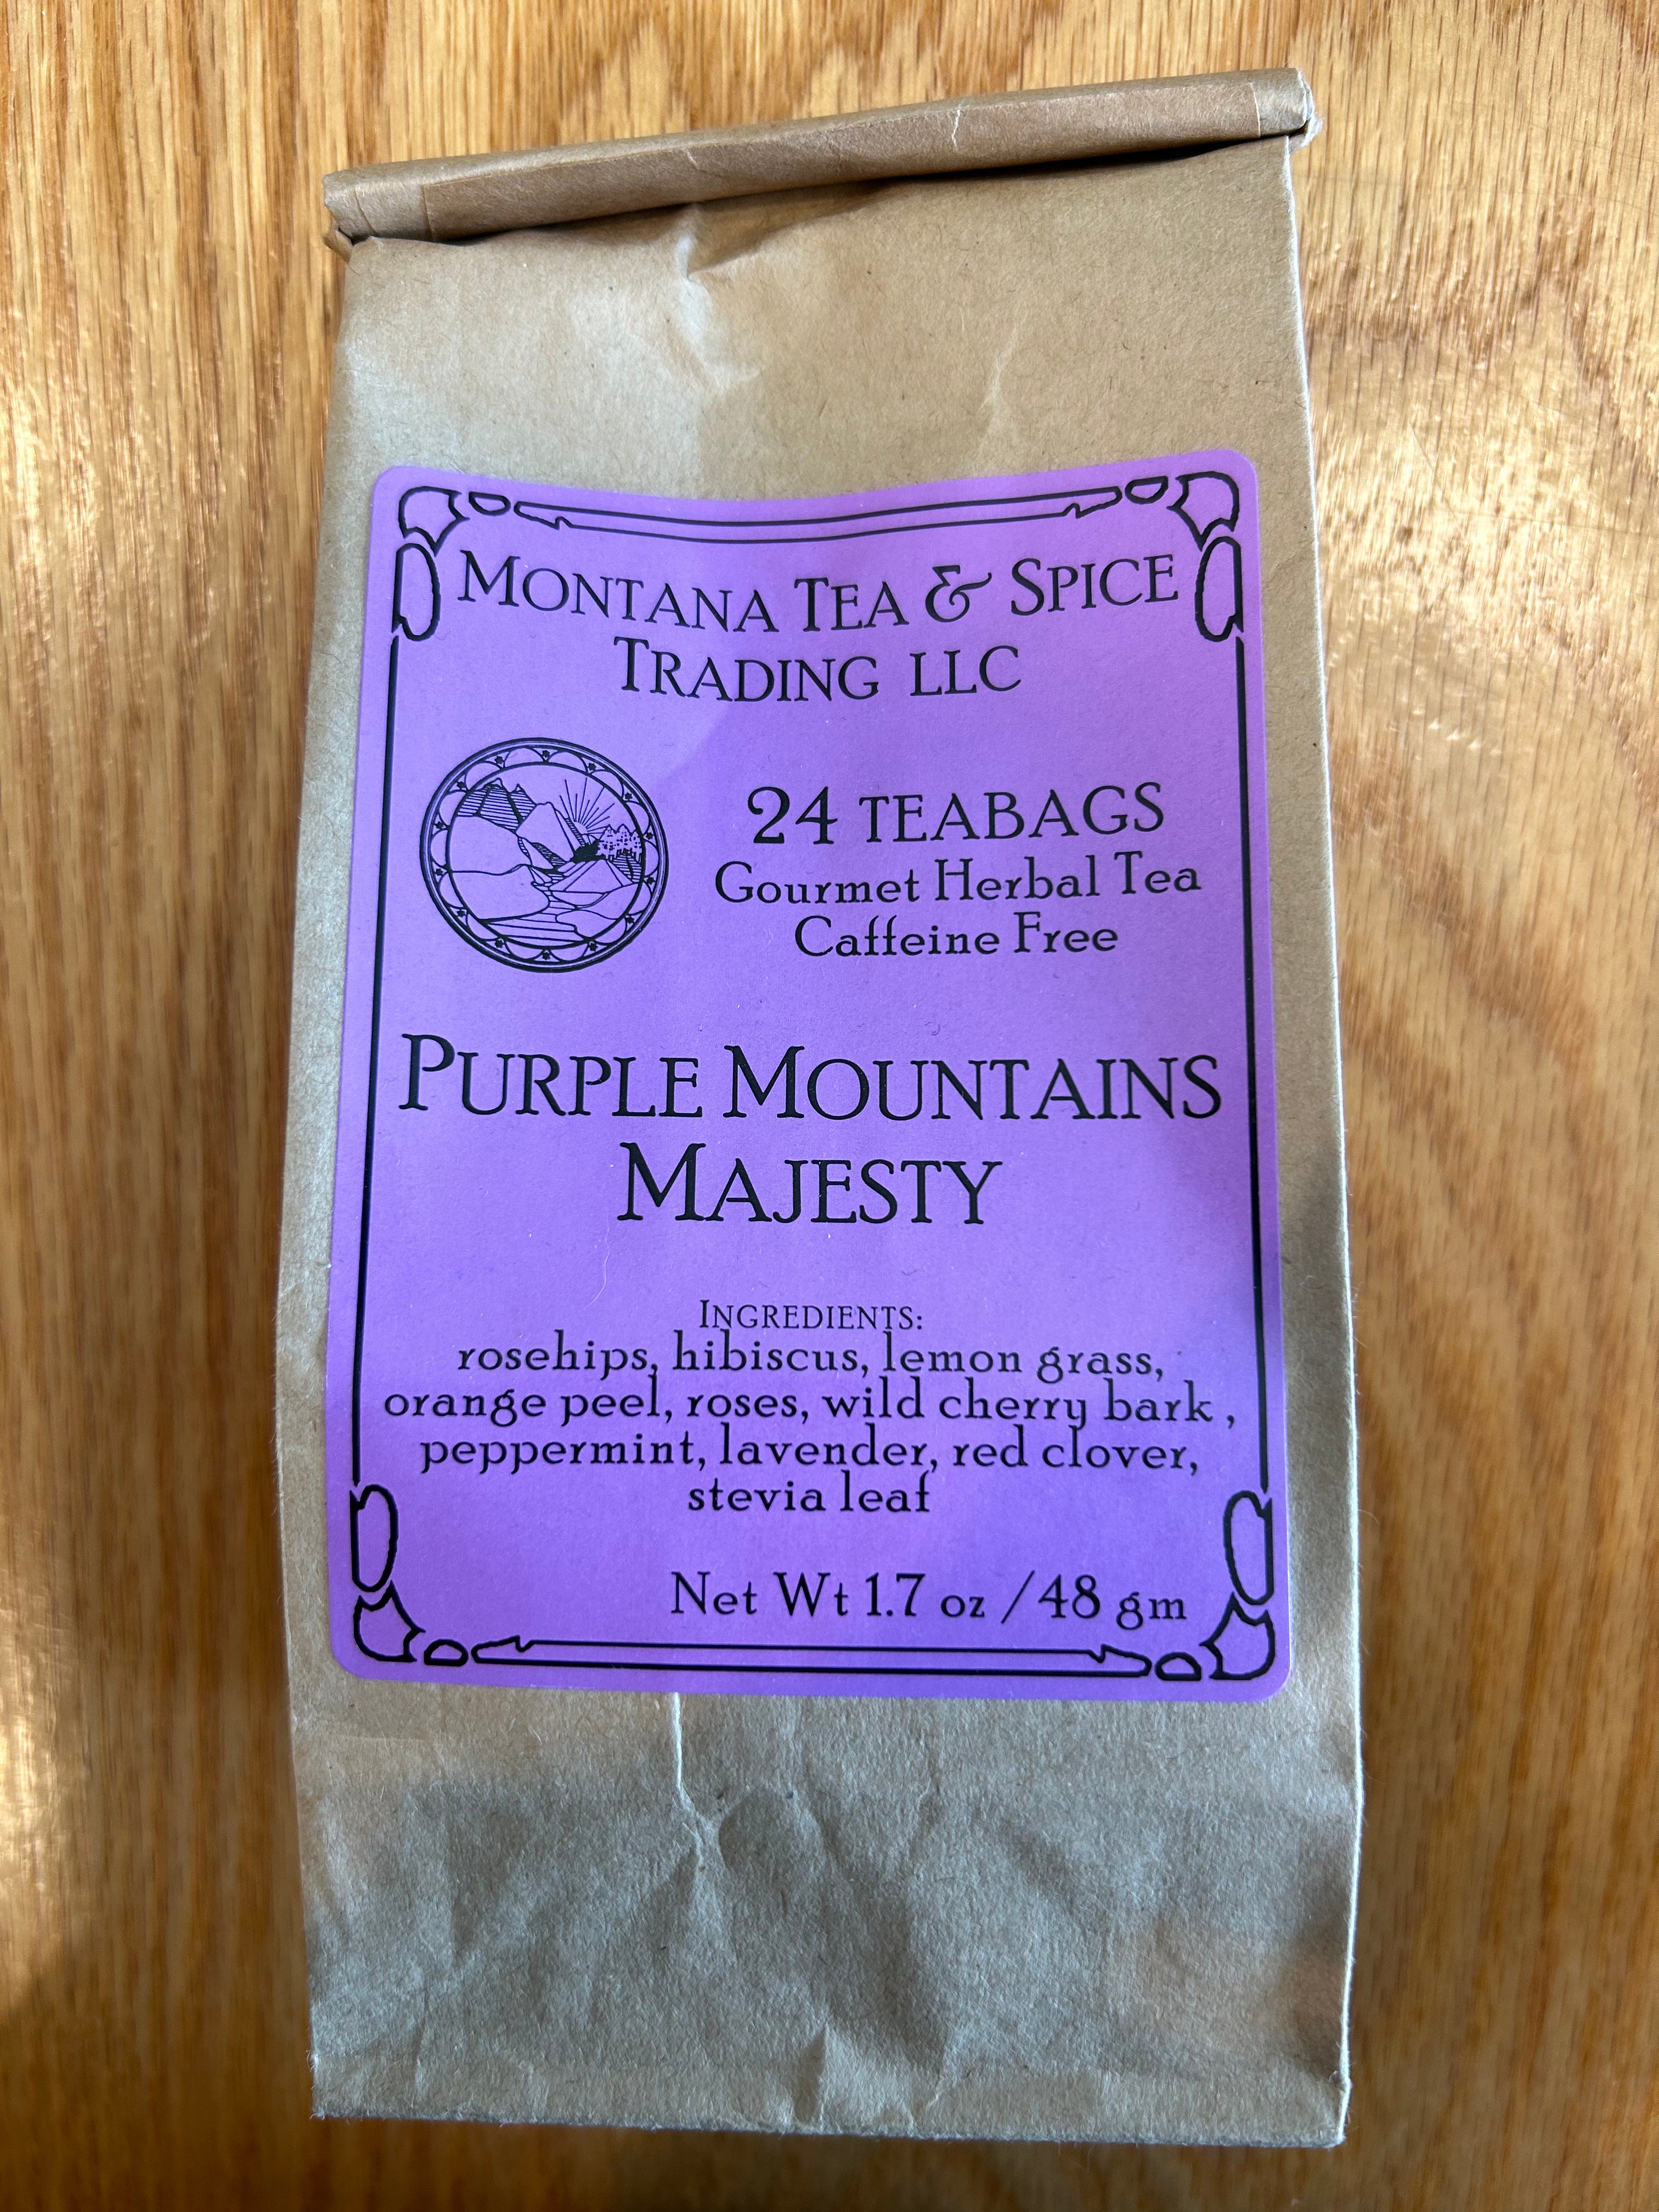 MONTANA TEA & SPICE
TRADING LLC
24 TEABAGS
Gourmet Herbal Tea
Caffeine Free
PURPLE MOUNTAINS
MAJESTY
INGREDIENTS:
rosehips, hibiscus, lemon grass,
orange peel, roses, wild cherry bark ,
peppermint, lavender, red clover,
stevia leaf
Net Wt 1.7 oz /48 gm